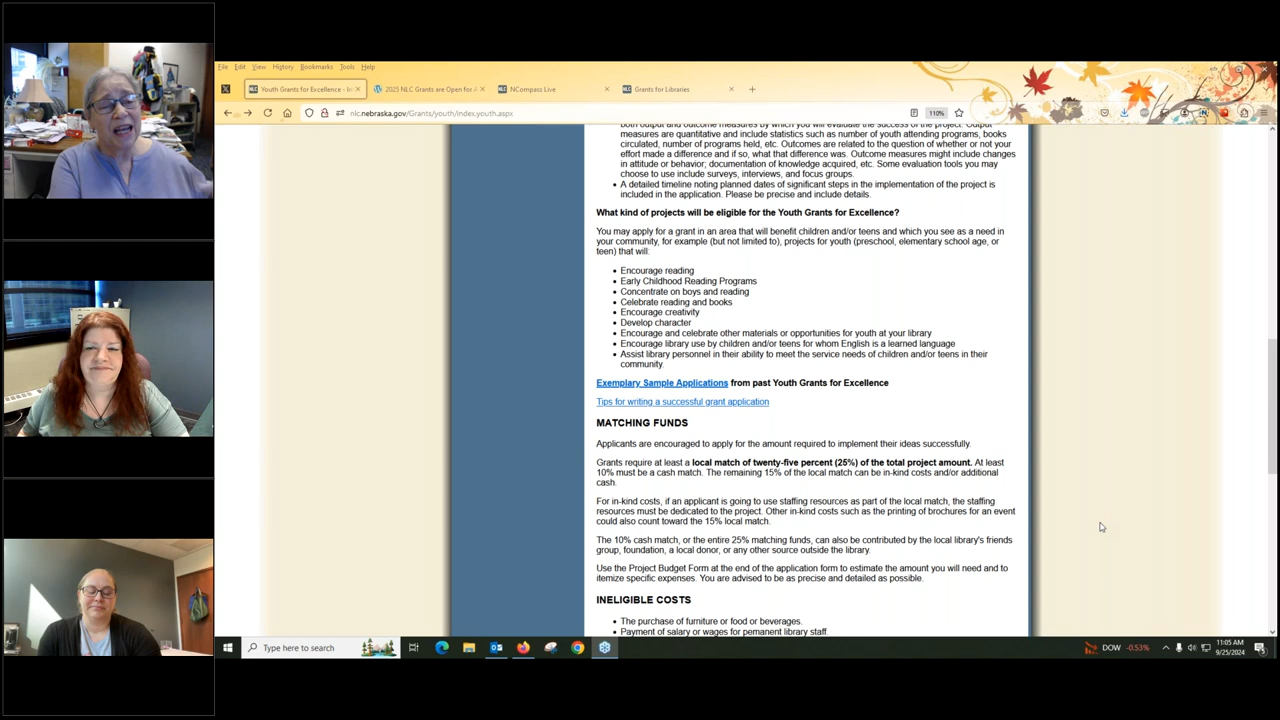 File Edit View History Bookmarks Tools Help
Youth Grants for Excellence - In
2025 NLC Grants are Open for A
NCompass Live
Grants for Libraries
nlc.nebraska.gov/Grants/youth/index.youth.aspx
110%
both output and outcome measures by which you will evaluate the success of the project. Output
measures are quantitative and include statistics such as number of youth attending programs, books
circulated, number of programs held, etc. Outcomes are related to the question of whether or not your
effort made a difference and if so, what that difference was. Outcome measures might include changes
in attitude or behavior; documentation of knowledge acquired, etc. Some evaluation tools you may
choose to use include surveys, interviews, and focus groups.
• A detailed timeline noting planned dates of significant steps in the implementation of the project is
included in the application. Please be precise and include details.
What kind of projects will be eligible for the Youth Grants for Excellence?
You may apply for a grant in an area that will benefit children and/or teens and which you see as a need in
your community, for example (but not limited to), projects for youth (preschool, elementary school age, or
teen) that will:
• Encourage reading
• Early Childhood Reading Programs
• Concentrate on boys and reading
• Celebrate reading and books
• Encourage creativity
• Develop character
• Encourage and celebrate other materials or opportunities for youth at your library
• Encourage library use by children and/or teens for whom English is a learned language
• Assist library personnel in their ability to meet the service needs of children and/or teens in their
community.
Exemplary Sample Applications from past Youth Grants for Excellence
Tips for writing a successful grant application
MATCHING FUNDS
Applicants are encouraged to apply for the amount required to implement their ideas successfully.
Grants require at least a local match of twenty-five percent (25%) of the total project amount. At least
10% must be a cash match. The remaining 15% of the local match can be in-kind costs and/or additional
cash.
For in-kind costs, if an applicant is going to use staffing resources as part of the local match, the staffing
resources must be dedicated to the project. Other in-kind costs such as the printing of brochures for an event
could also count toward the 15% local match.
The 10% cash match, or the entire 25% matching funds, can also be contributed by the local library's friends
group, foundation, a local donor, or any other source outside the library.
Use the Project Budget Form at the end of the application form to estimate the amount you will need and to
itemize specific expenses. You are advised to be as precise and detailed as possible.
INELIGIBLE COSTS
• The purchase of furniture or food or beverages.
• Payment of salary or wages for permanent library staff.
Type here to search
DOW -0.53%
11:05 AM
9/25/2024